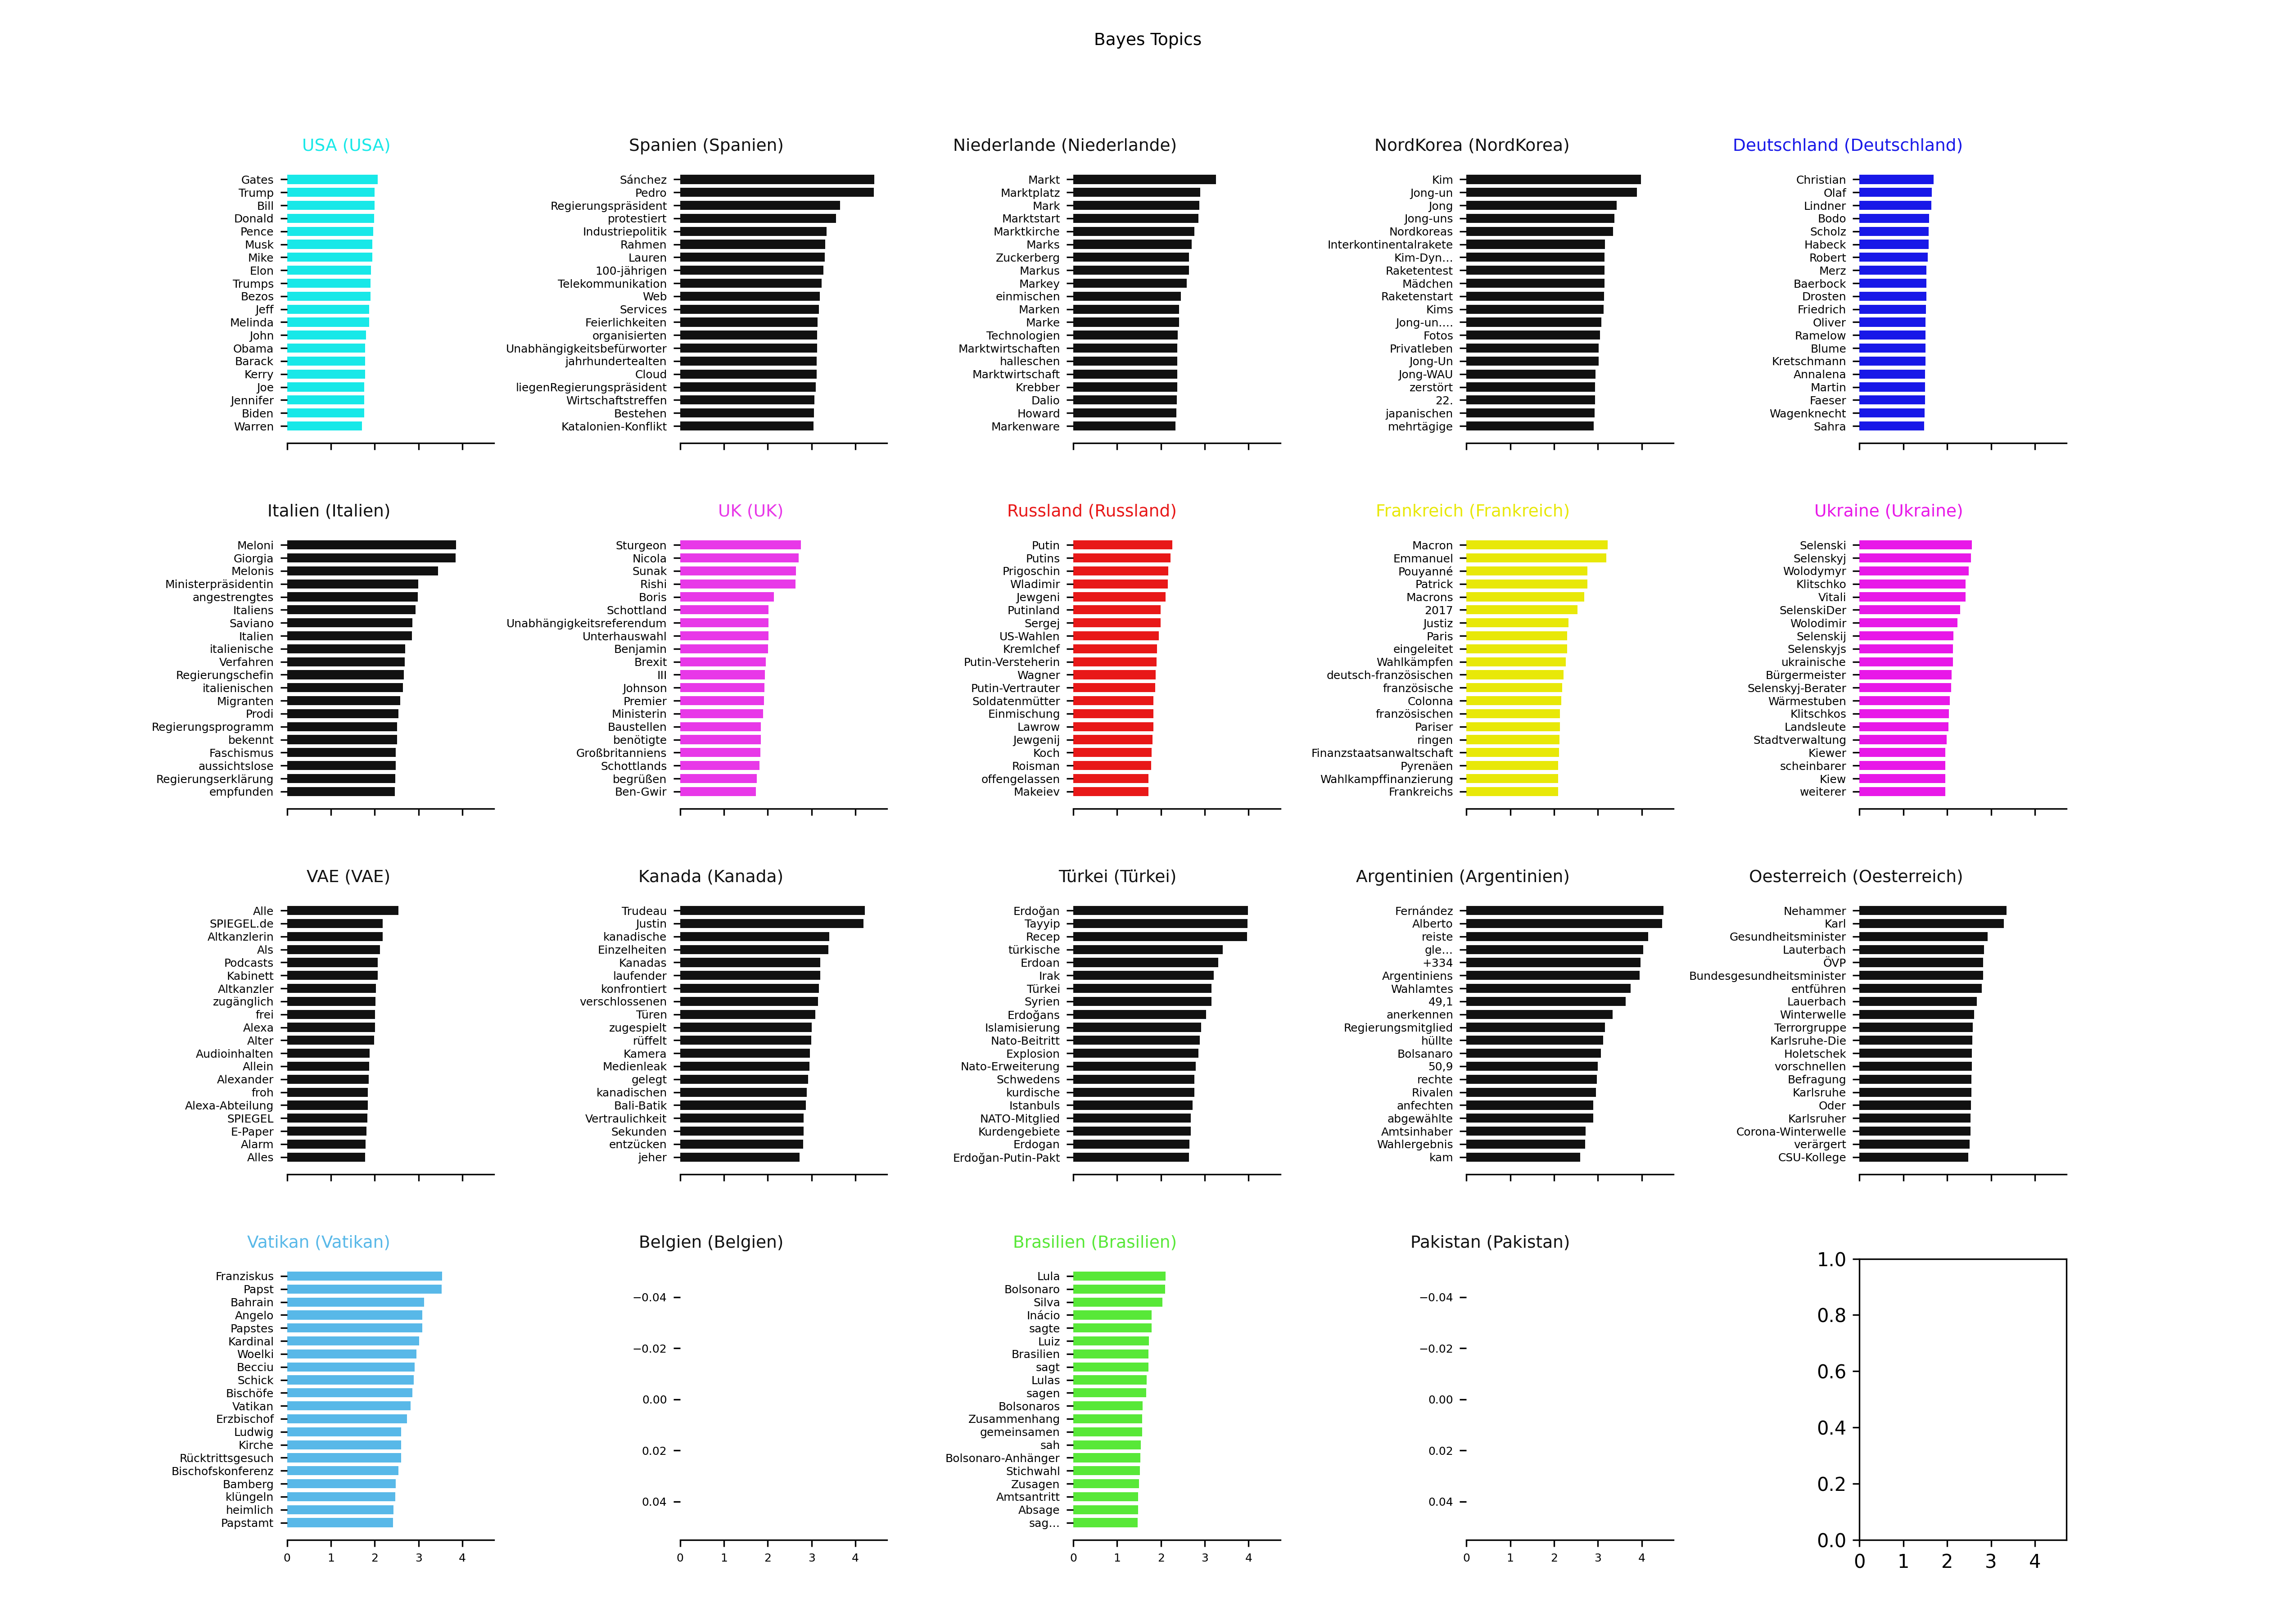 Bayes Topics
USA (USA)
Gates
Trump
Bill
Donald
Pence
Musk
Mike
Elon
Trumps
Bezos
Jeff
Melinda
John
Obama
Barack
Kerry
Joe
Jennifer
Biden
Warren
Spanien (Spanien)
Sánchez
Pedro
Regierungspräsident
protestiert
Industriepolitik
Rahmen
Lauren
100-jährigen
Telekommunikation
Web
Services
Feierlichkeiten
organisierten
Unabhängigkeitsbefürworter
jahrhundertealten
Cloud
liegenRegierungspräsident
Wirtschaftstreffen
Bestehen
Katalonien-Konflikt
Niederlande (Niederlande)
Markt
Marktplatz
Mark
Marktstart
Marktkirche
Marks
Zuckerberg
Markus
Markey
einmischen
Marken
Marke
Technologien
Marktwirtschaften
halleschen
Marktwirtschaft
Krebber
Dalio
Howard
Markenware
NordKorea (NordKorea)
Kim
Jong-un
Jong
Jong-uns
Nordkoreas
Interkontinentalrakete
Kim-Dyn...
Raketentest
Mädchen
Raketenstart
Kims
Jong-un....
Fotos
Privatleben
Jong-Un
Jong-WAU
zerstört
22.
japanischen
mehrtägige
Deutschland (Deutschland)
Christian
Olaf
Lindner
Bodo
Scholz
Habeck
Robert
Merz
Baerbock
Drosten
Friedrich
Oliver
Ramelow
Blume
Kretschmann
Annalena
Martin
Faeser
Wagenknecht
Sahra
Italien (Italien)
Meloni
Giorgia
Melonis
Ministerpräsidentin
angestrengtes
Italiens
Saviano
Italien
italienische
Verfahren
Regierungschefin
italienischen
Migranten
Prodi
Regierungsprogramm
bekennt
Faschismus
aussichtslose
Regierungserklärung
empfunden
UK (UK)
Sturgeon
Nicola
Sunak
Rishi
Boris
Schottland
Unabhängigkeitsreferendum
Unterhauswahl
Benjamin
Brexit
III
Johnson
Premier
Ministerin
Baustellen
benötigte
Großbritanniens
Schottlands
begrüßen
Ben-Gwir
Russland (Russland)
Putin
Putins
Prigoschin
Wladimir
Jewgeni
Putinland
Sergej
US-Wahlen
Kremlchef
Putin-Versteherin
Wagner
Putin-Vertrauter
Soldatenmütter
Einmischung
Lawrow
Jewgenij
Koch
Roisman
offengelassen
Makeiev
Frankreich (Frankreich)
Macron
Emmanuel
Pouyanné
Patrick
Macrons
2017
Justiz
Paris
eingeleitet
Wahlkämpfen
deutsch-französischen
französische
Colonna
französischen
Pariser
ringen
Finanzstaatsanwaltschaft
Pyrenäen
Wahlkampffinanzierung
Frankreichs
Ukraine (Ukraine)
Selenski
Selenskyj
Wolodymyr
Klitschko
Vitali
SelenskiDer
Wolodimir
Selenskij
Selenskyjs
ukrainische
Bürgermeister
Selenskyj-Berater
Wärmestuben
Klitschkos
Landsleute
Stadtverwaltung
Kiewer
scheinbarer
Kiew
weiterer
VAE (VAE)
Alle
SPIEGEL.de
Altkanzlerin
Als
Podcasts
Kabinett
Altkanzler
zugänglich
frei
Alexa
Alter
Audioinhalten
Allein
Alexander
froh
Alexa-Abteilung
SPIEGEL
E-Paper
Alarm
Alles
Kanada (Kanada)
Trudeau
Justin
kanadische
Einzelheiten
Kanadas
laufender
konfrontiert
verschlossenen
Türen
zugespielt
rüffelt
Kamera
Medienleak
gelegt
kanadischen
Bali-Batik
Vertraulichkeit
Sekunden
entzücken
jeher
Türkei (Türkei)
Erdoğan
Tayyip
Recep
türkische
Erdoan
Irak
Türkei
Syrien
Erdoğans
Islamisierung
Nato-Beitritt
Explosion
Nato-Erweiterung
Schwedens
kurdische
Istanbuls
NATO-Mitglied
Kurdengebiete
Erdogan
Erdoğan-Putin-Pakt
Argentinien (Argentinien)
Fernández
Alberto
reiste
gle...
+334
Argentiniens
Wahlamtes
49,1
anerkennen
Regierungsmitglied
hüllte
Bolsanaro
50,9
rechte
Rivalen
anfechten
abgewählte
Amtsinhaber
Wahlergebnis
kam
Oesterreich (Oesterreich)
Nehammer
Karl
Gesundheitsminister
Lauterbach
ÖVP
Bundesgesundheitsminister
entführen
Lauerbach
Winterwelle
Terrorgruppe
Karlsruhe-Die
Holetschek
vorschnellen
Befragung
Karlsruhe
Oder
Karlsruher
Corona-Winterwelle
verärgert
CSU-Kollege
Vatikan (Vatikan)
Franziskus
Papst
Bahrain
Angelo
Papstes
Kardinal
Woelki
Becciu
Schick
Bischöfe
Vatikan
Erzbischof
Ludwig
Kirche
Rücktrittsgesuch
Bischofskonferenz
Bamberg
klüngeln
heimlich
Papstamt
0 1 2 3 4
Belgien (Belgien)
−0.04
−0.02
0.00
0.02
0.04
0 1 2 3 4
Brasilien (Brasilien)
Lula
Bolsonaro
Silva
Inácio
sagte
Luiz
Brasilien
sagt
Lulas
sagen
Bolsonaros
Zusammenhang
gemeinsamen
sah
Bolsonaro-Anhänger
Stichwahl
Zusagen
Amtsantritt
Absage
sag...
0 1 2 3 4
Pakistan (Pakistan)
−0.04
−0.02
0.00
0.02
0.04
0 1 2 3 4
1.0
0.8
0.6
0.4
0.2
0.0
0 1 2 3 4